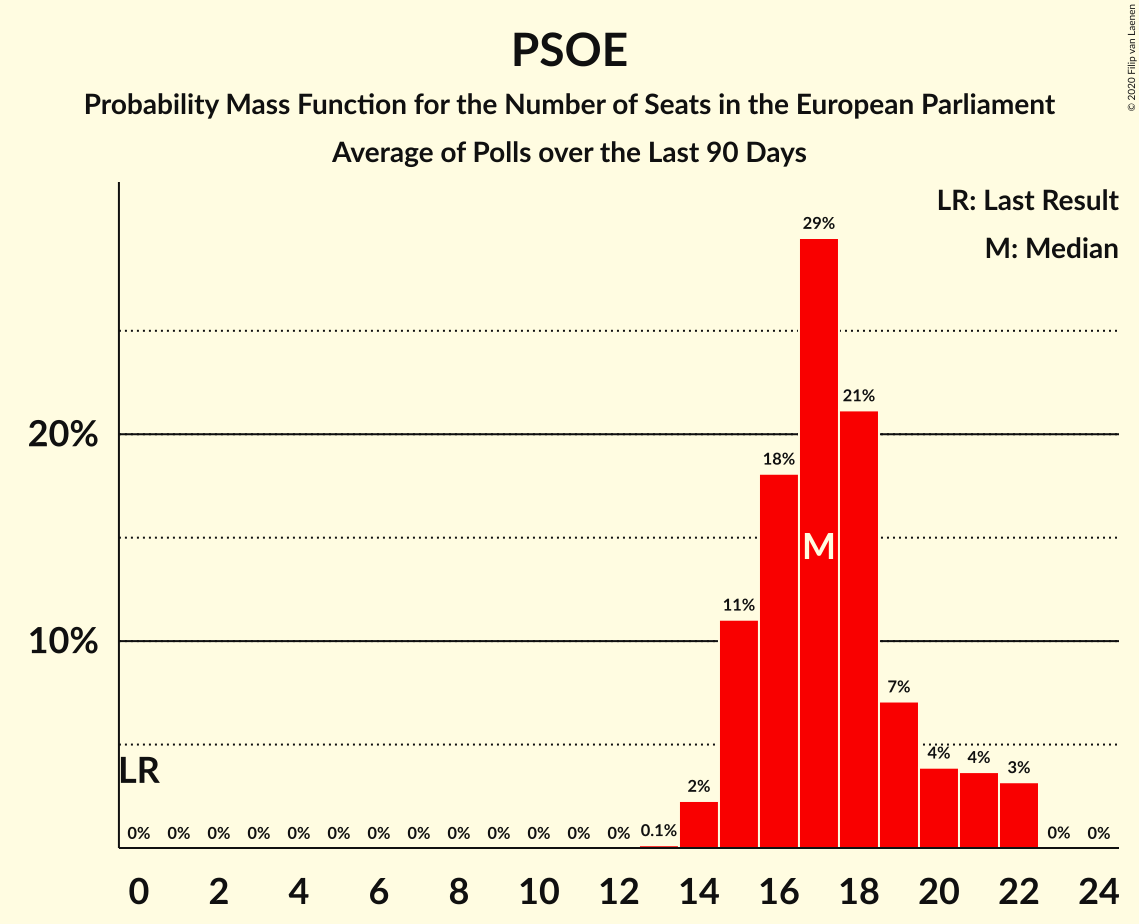 © 2020 Filip van Laenen
PSOE
Probability Mass Function for the Number of Seats in the European Parliament
Average of Polls over the Last 90 Days
LR: Last Result
M: Median
29%
21%
20%
18%
M
11%
10%
7%
4%
4%
3%
2%
LR
0% 0% 0% 0% 0% 0% 0% 0% 0% 0% 0% 0% 0% 0.1% 0% 0%
0 2 4 6 8 10 12 14 16 18 20 22 24